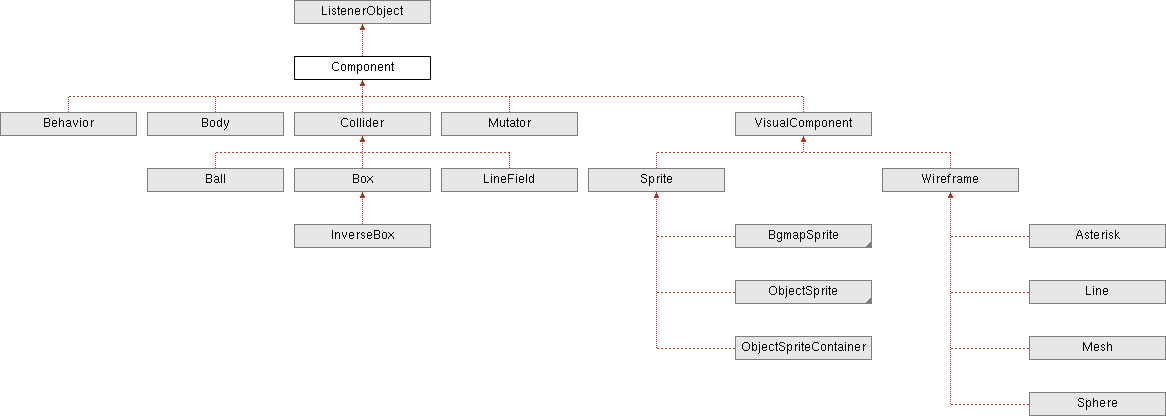 ListenerObject
Component
Behavior
Body
Collider
Mutator
VisualComponent
Ball
Box
LineField
Sprite
Wireframe
InverseBox
BgmapSprite
Asterisk
ObjectSprite
Line
ObjectSpriteContainer
Mesh
Sphere